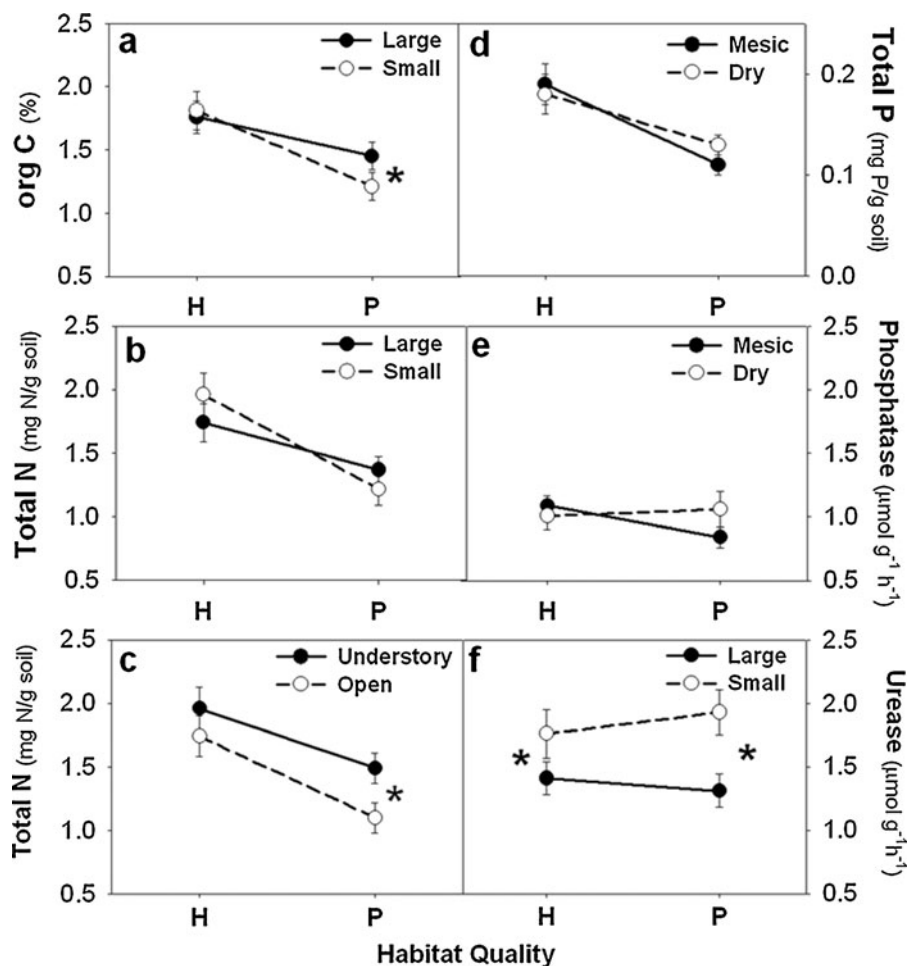 a
Large
Small
2.5
2.0
1.5
1.0
0.5
org C (%)
H
P
*
d
Mesic
Dry
0.2
0.1
0.0
Total P (mg P/g soil)
H
P
b
Large
Small
2.5
2.0
1.5
1.0
0.5
Total N (mg N/g soil)
H
P
e
Mesic
Dry
2.5
2.0
1.5
1.0
0.5
Phosphatase (μmol g⁻¹ h⁻¹)
H
P
c
Understory
Open
2.5
2.0
1.5
1.0
0.5
Total N (mg N/g soil)
*
H
P
f
Large
Small
2.5
2.0
1.5
1.0
0.5
Urease (μmol g⁻¹h⁻¹)
*
*
H
P
Habitat Quality